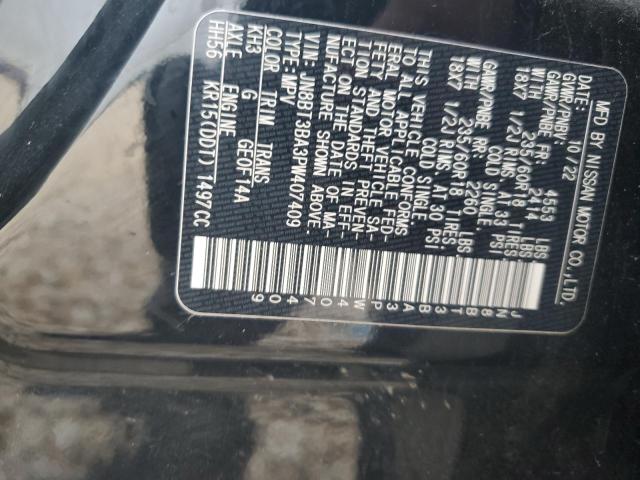 MFD BY NISSAN MOTOR CO.,LTD
DATE: 10/22
GVWR/PNBV: 4553 LBS
GAWR/PNBE FR: 2414 LBS.
WITH 235/60R18 TIRES
18X7 1/2J RIMS AT 33 PSI
COLD SINGLE.
GAWR/PNBE RR: 2260 LBS.
WITH 235/60R18 TIRES
18X7 1/2J RIMS AT 30 PSI
COLD SINGLE
THIS VEHICLE CONFORMS
TO ALL APPLICABLE FED-
ERAL MOTOR VEHICLE SA-
FETY AND THEFT PREVEN-
TION STANDARDS IN EFF-
ECT ON THE DATE OF MA-
NUFACTURE SHOWN ABOVE.
VIN: JN8BT3BA3PW407409
TYPE:MPV
COLOR TRIM TRANS
KH3 G GE0F14A
AXLE ENGINE
HH56 KR15(DDT) 1497CC
JN8BT3BA3PW407409